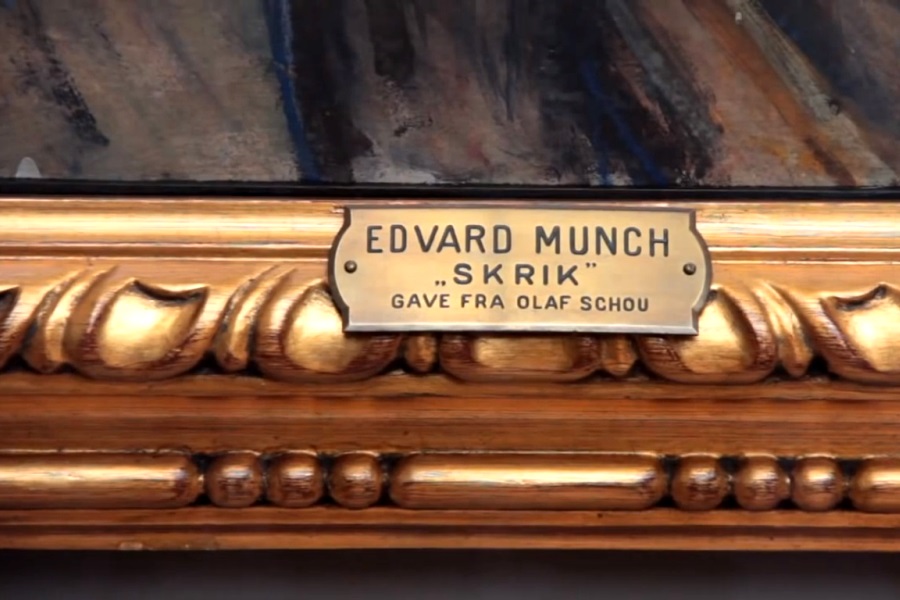 EDVARD MUNCH
„SKRIK”
GAVE FRA OLAF SCHOU